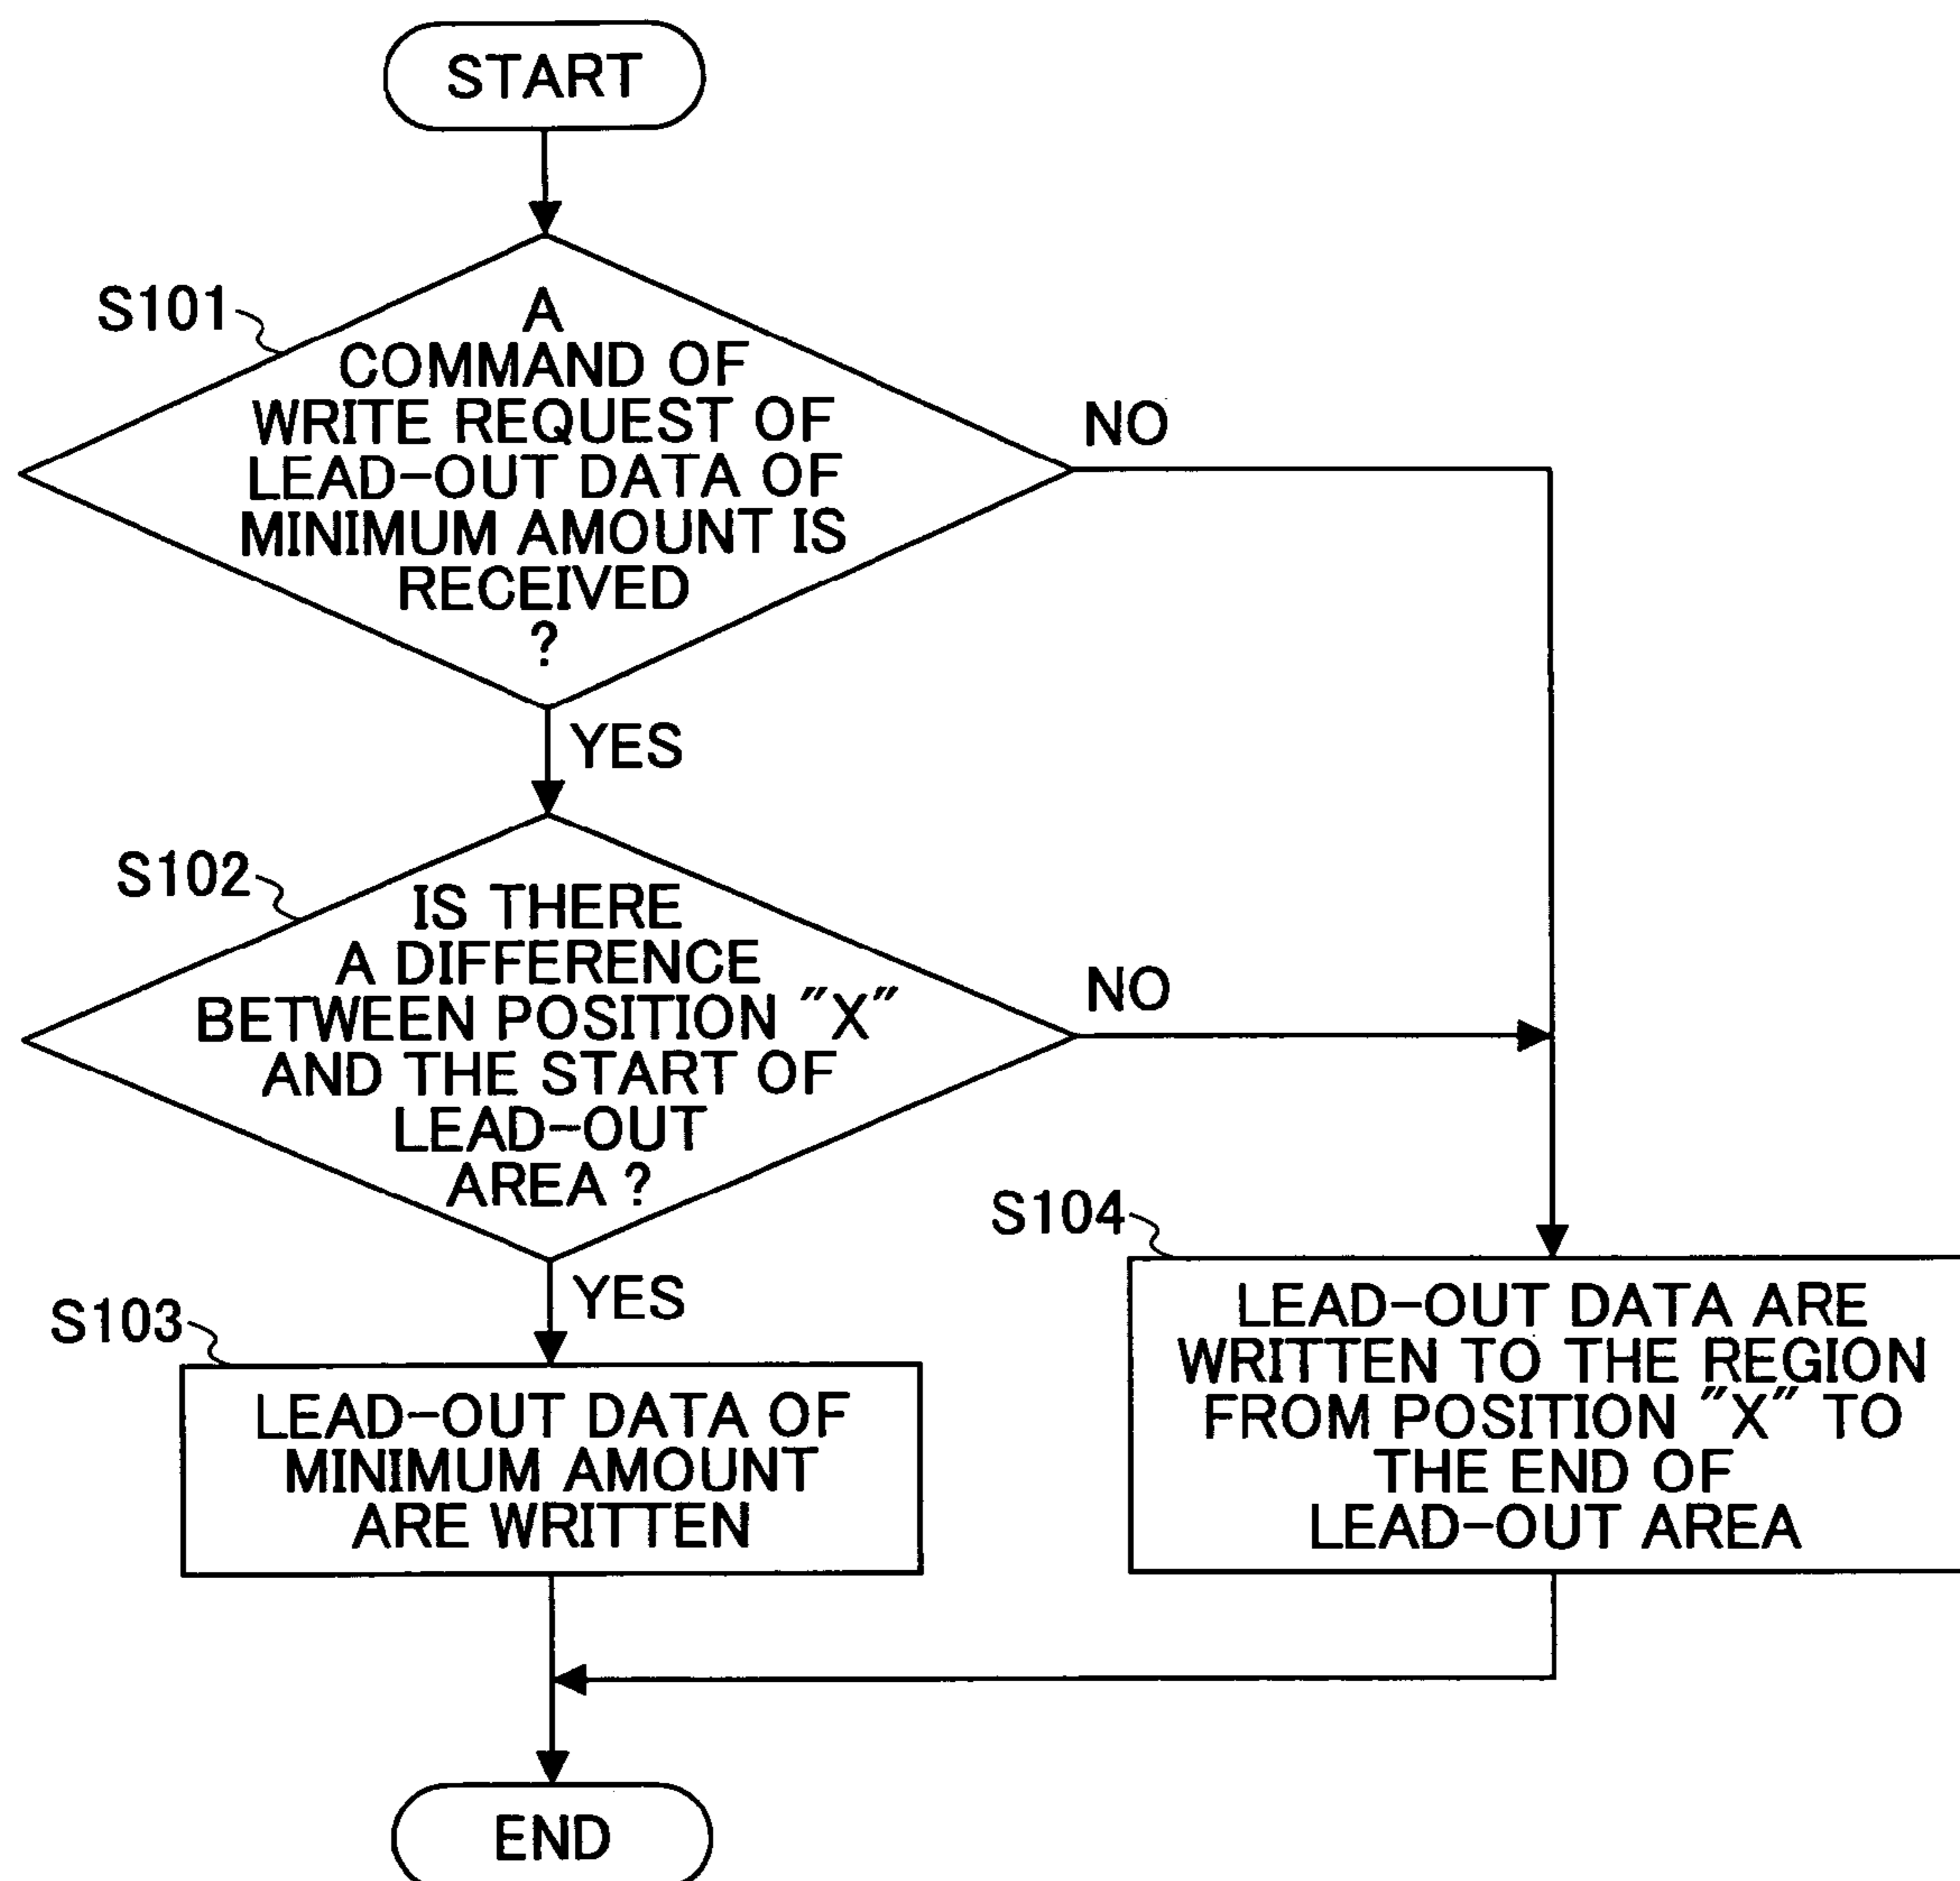 START
S101
A
COMMAND OF
WRITE REQUEST OF
LEAD-OUT DATA OF
MINIMUM AMOUNT IS
RECEIVED
?
NO
YES
S102
IS THERE
A DIFFERENCE
BETWEEN POSITION "X"
AND THE START OF
LEAD-OUT
AREA ?
NO
YES
S103
LEAD-OUT DATA OF
MINIMUM AMOUNT
ARE WRITTEN
S104
LEAD-OUT DATA ARE
WRITTEN TO THE REGION
FROM POSITION "X" TO
THE END OF
LEAD-OUT AREA
END